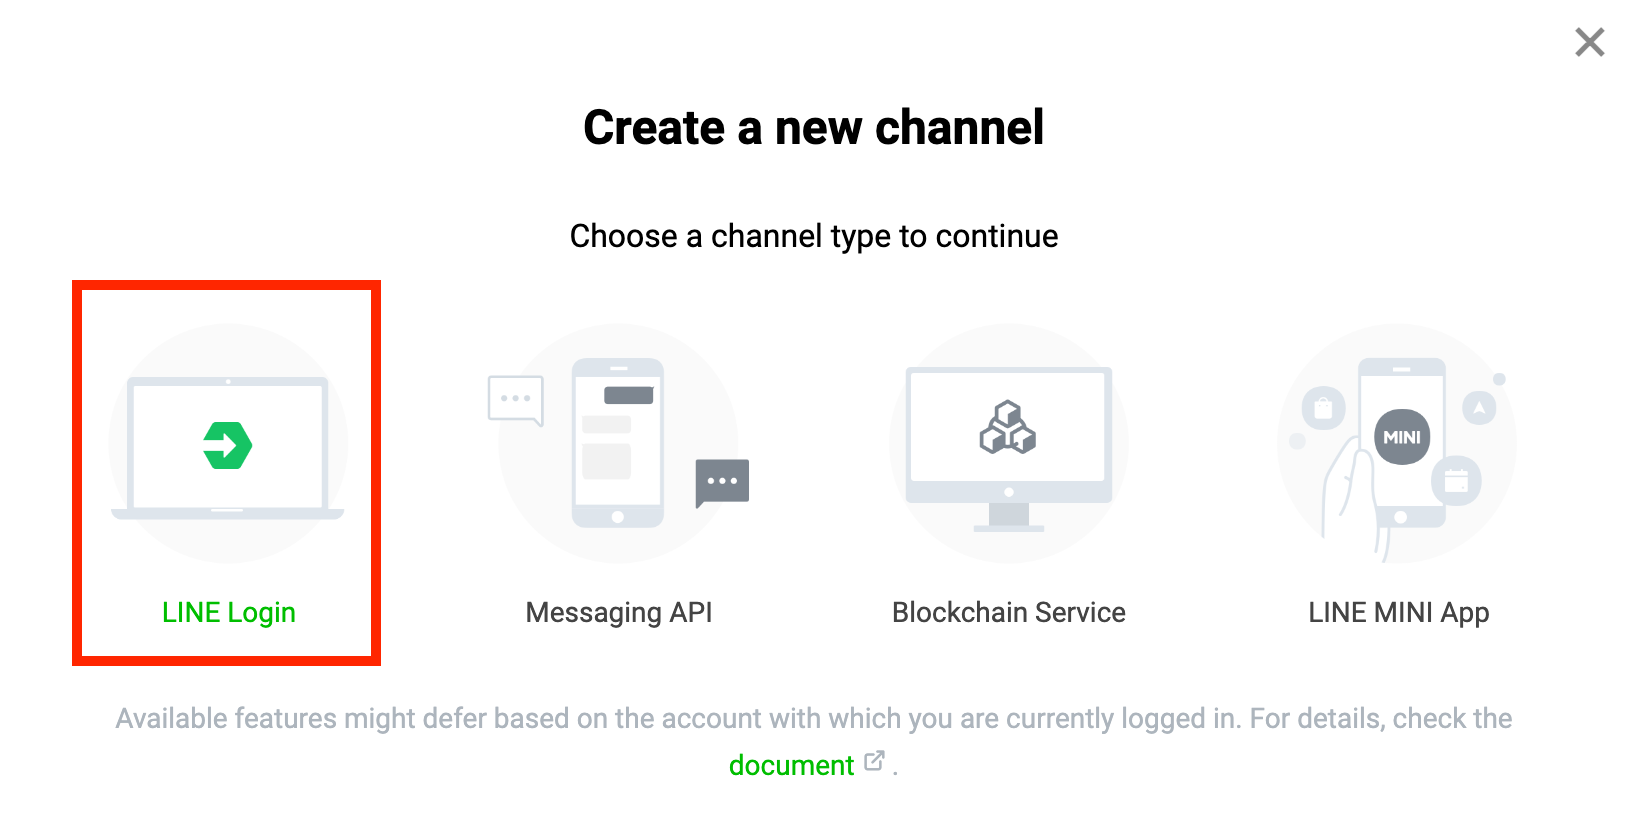 Create a new channel
Choose a channel type to continue
MINI
LINE Login
Messaging API
Blockchain Service
LINE MINI App
Available features might defer based on the account with which you are currently logged in. For details, check the
document .